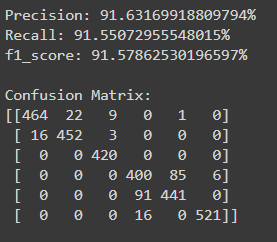 Precision: 91.63169918809794%
Recall: 91.55072955548015%
f1_score: 91.57862530196597%
Confusion Matrix:
[[464 22 9 0 1 0]
[ 16 452 3 0 0 0]
[ 0 0 420 0 0 0]
[ 0 0 0 400 85 6]
[ 0 0 0 91 441 0]
[ 0 0 0 16 0 521]]